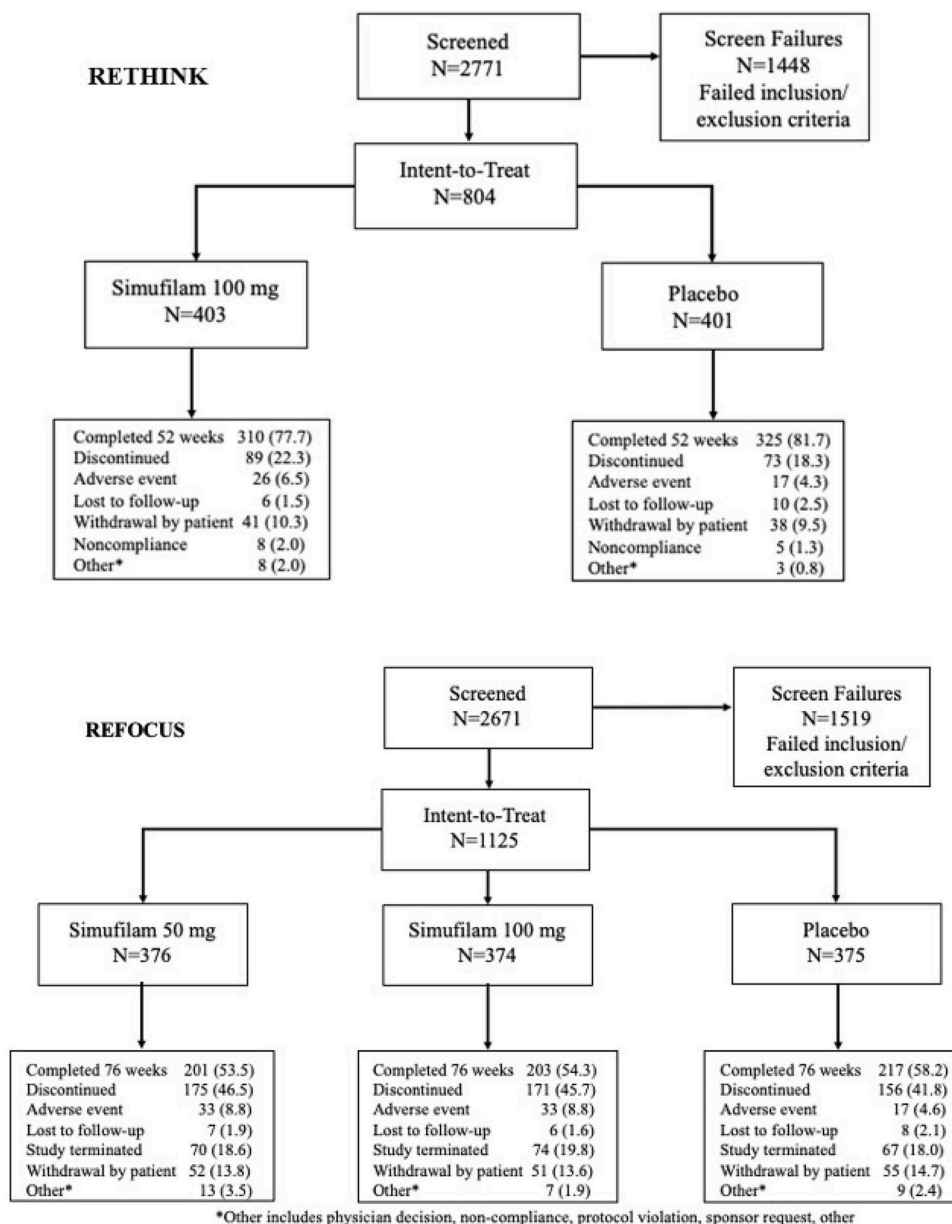 RETHINK
Screened
N=2771
Screen Failures
N=1448
Failed inclusion/
exclusion criteria
Intent-to-Treat
N=804
Simufilam 100 mg
N=403
Placebo
N=401
Completed 52 weeks 310 (77.7)
Discontinued 89 (22.3)
Adverse event 26 (6.5)
Lost to follow-up 6 (1.5)
Withdrawal by patient 41 (10.3)
Noncompliance 8 (2.0)
Other* 8 (2.0)
Completed 52 weeks 325 (81.7)
Discontinued 73 (18.3)
Adverse event 17 (4.3)
Lost to follow-up 10 (2.5)
Withdrawal by patient 38 (9.5)
Noncompliance 5 (1.3)
Other* 3 (0.8)
REFOCUS
Screened
N=2671
Screen Failures
N=1519
Failed inclusion/
exclusion criteria
Intent-to-Treat
N=1125
Simufilam 50 mg
N=376
Simufilam 100 mg
N=374
Placebo
N=375
Completed 76 weeks 201 (53.5)
Discontinued 175 (46.5)
Adverse event 33 (8.8)
Lost to follow-up 7 (1.9)
Study terminated 70 (18.6)
Withdrawal by patient 52 (13.8)
Other* 13 (3.5)
Completed 76 weeks 203 (54.3)
Discontinued 171 (45.7)
Adverse event 33 (8.8)
Lost to follow-up 6 (1.6)
Study terminated 74 (19.8)
Withdrawal by patient 51 (13.6)
Other* 7 (1.9)
Completed 76 weeks 217 (58.2)
Discontinued 156 (41.8)
Adverse event 17 (4.6)
Lost to follow-up 8 (2.1)
Study terminated 67 (18.0)
Withdrawal by patient 55 (14.7)
Other* 9 (2.4)
*Other includes physician decision, non-compliance, protocol violation, sponsor request, other